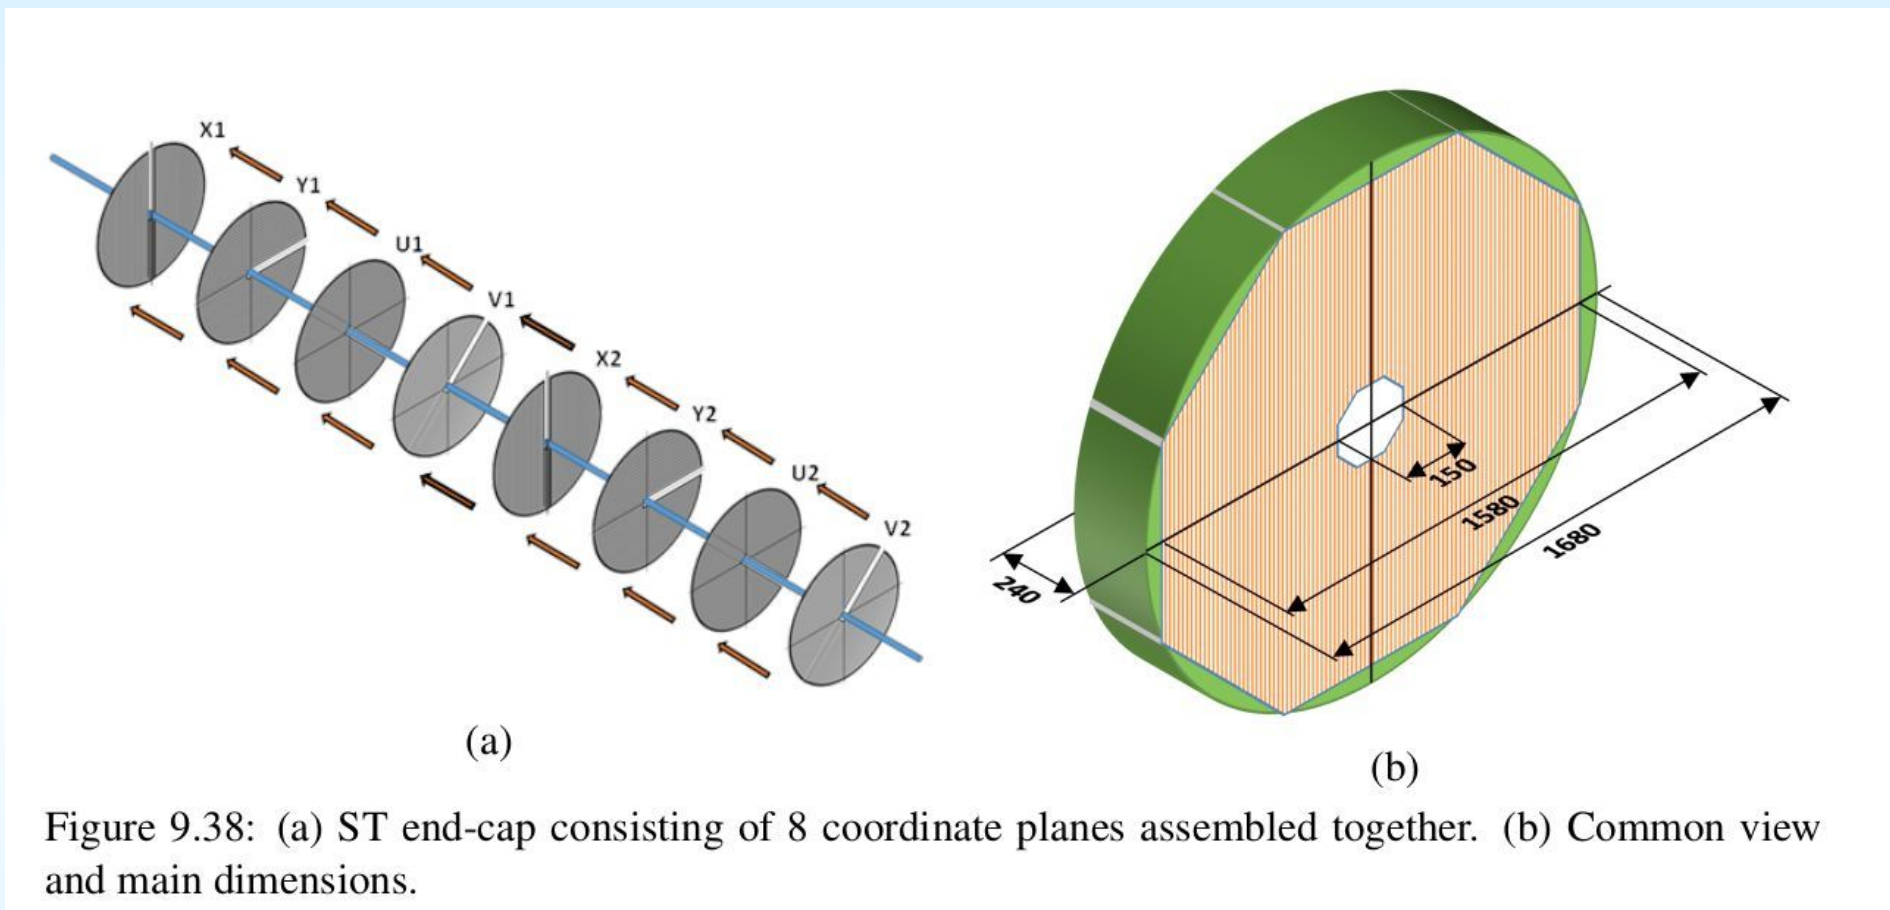 X1
Y1
U1
V1
X2
Y2
U2
V2
(a)
240
150
1580
1680
(b)
Figure 9.38: (a) ST end-cap consisting of 8 coordinate planes assembled together. (b) Common view
and main dimensions.